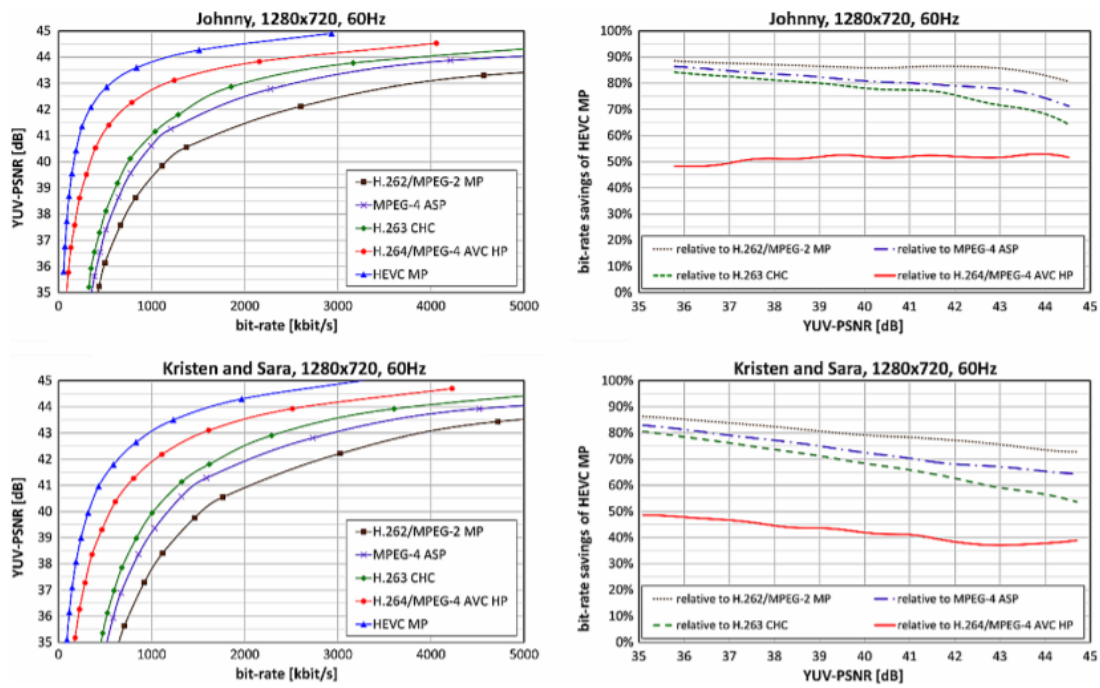 Johnny, 1280x720, 60Hz
YUV-PSNR [dB]
45
44
43
42
41
40
39
38
37
36
35
H.262/MPEG-2 MP
MPEG-4 ASP
H.263 CHC
H.264/MPEG-4 AVC HP
HEVC MP
0 1000 2000 3000 4000 5000
bit-rate [kbit/s]
Johnny, 1280x720, 60Hz
bit-rate savings of HEVC MP
100%
90%
80%
70%
60%
50%
40%
30%
20%
10%
0%
relative to H.262/MPEG-2 MP relative to MPEG-4 ASP
relative to H.263 CHC relative to H.264/MPEG-4 AVC HP
35 36 37 38 39 40 41 42 43 44 45
YUV-PSNR [dB]
Kristen and Sara, 1280x720, 60Hz
YUV-PSNR [dB]
45
44
43
42
41
40
39
38
37
36
35
H.262/MPEG-2 MP
MPEG-4 ASP
H.263 CHC
H.264/MPEG-4 AVC HP
HEVC MP
0 1000 2000 3000 4000 5000
bit-rate [kbit/s]
Kristen and Sara, 1280x720, 60Hz
bit-rate savings of HEVC MP
100%
90%
80%
70%
60%
50%
40%
30%
20%
10%
0%
relative to H.262/MPEG-2 MP relative to MPEG-4 ASP
relative to H.263 CHC relative to H.264/MPEG-4 AVC HP
35 36 37 38 39 40 41 42 43 44 45
YUV-PSNR [dB]